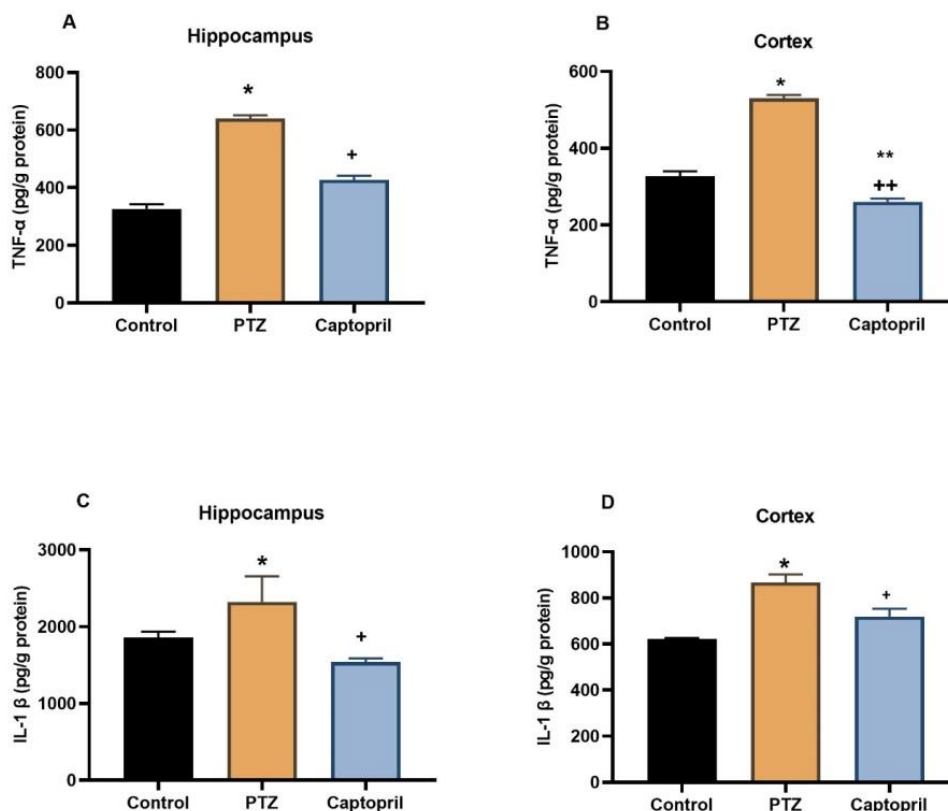 A
Hippocampus
TNF-α (pg/g protein)
800
600
400
200
0
*
+
Control PTZ Captopril
B
Cortex
TNF-α (pg/g protein)
600
400
200
0
*
**
++
Control PTZ Captopril
C
Hippocampus
IL-1 β (pg/g protein)
3000
2000
1000
0
*
+
Control PTZ Captopril
D
Cortex
IL-1 β (pg/g protein)
1000
800
600
400
200
0
*
+
Control PTZ Captopril